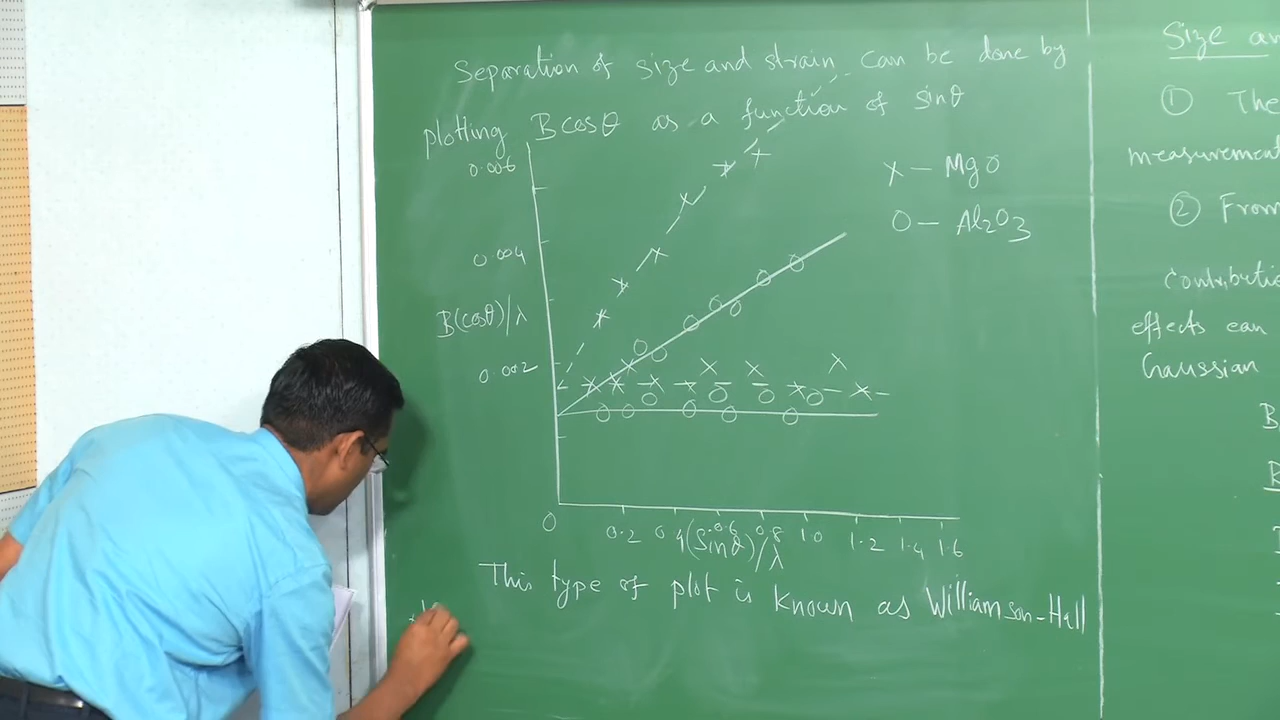 Separation of size and strain can be done by
plotting Bcosθ as a function of sinθ
0.006
0.004
B(cosθ)/λ
0.002
0
0.2 0.4 0.6 0.8 1.0 1.2 1.4 1.6
(Sinθ)/λ
X – MgO
O – Al2O3
This type of plot is known as Williamson-Hall
Size
① The
measurement
② From
effects can
Gaussian